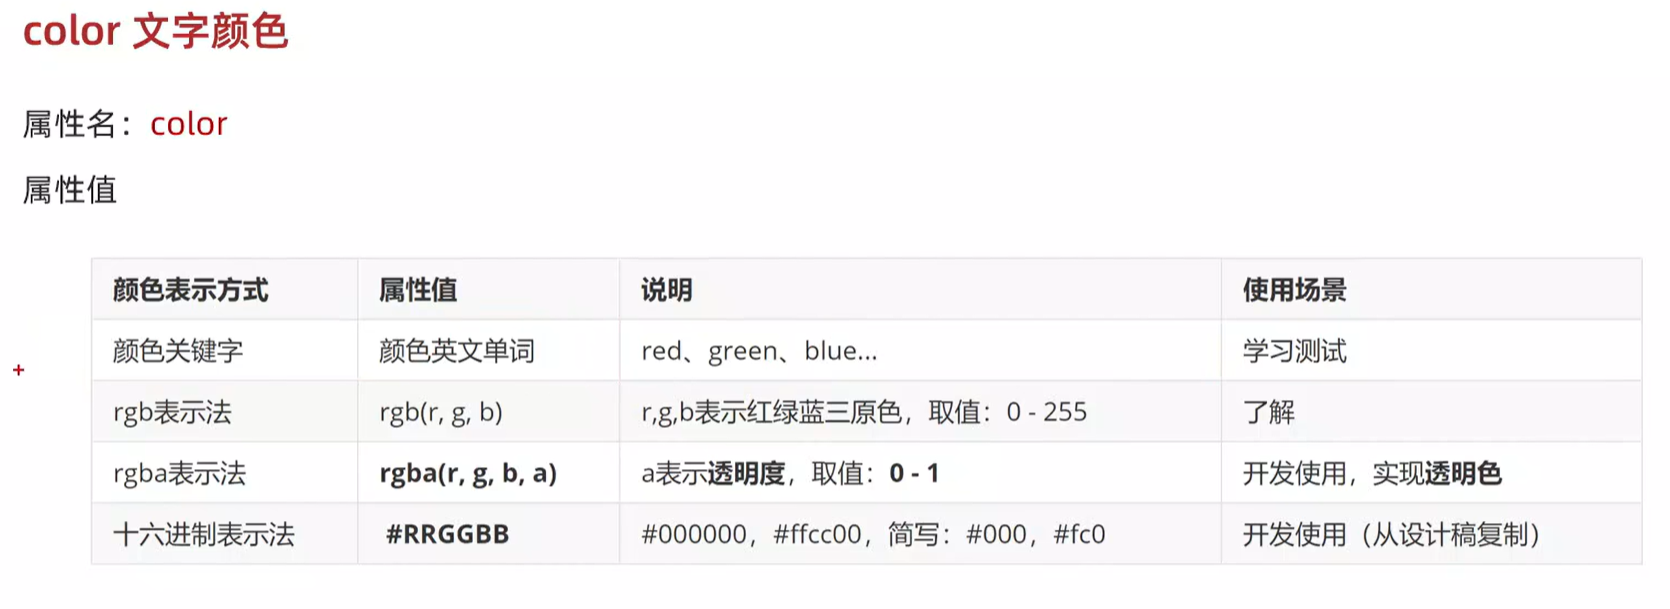 color 文字颜色
属性名：color
属性值
颜色表示方式 属性值 说明 使用场景
颜色关键字 颜色英文单词 red、green、blue... 学习测试
rgb表示法 rgb(r, g, b) r,g,b表示红绿蓝三原色，取值：0 - 255 了解
rgba表示法 rgba(r, g, b, a) a表示透明度，取值：0 - 1 开发使用，实现透明色
十六进制表示法 #RRGGBB #000000，#ffcc00，简写：#000，#fc0 开发使用（从设计稿复制）